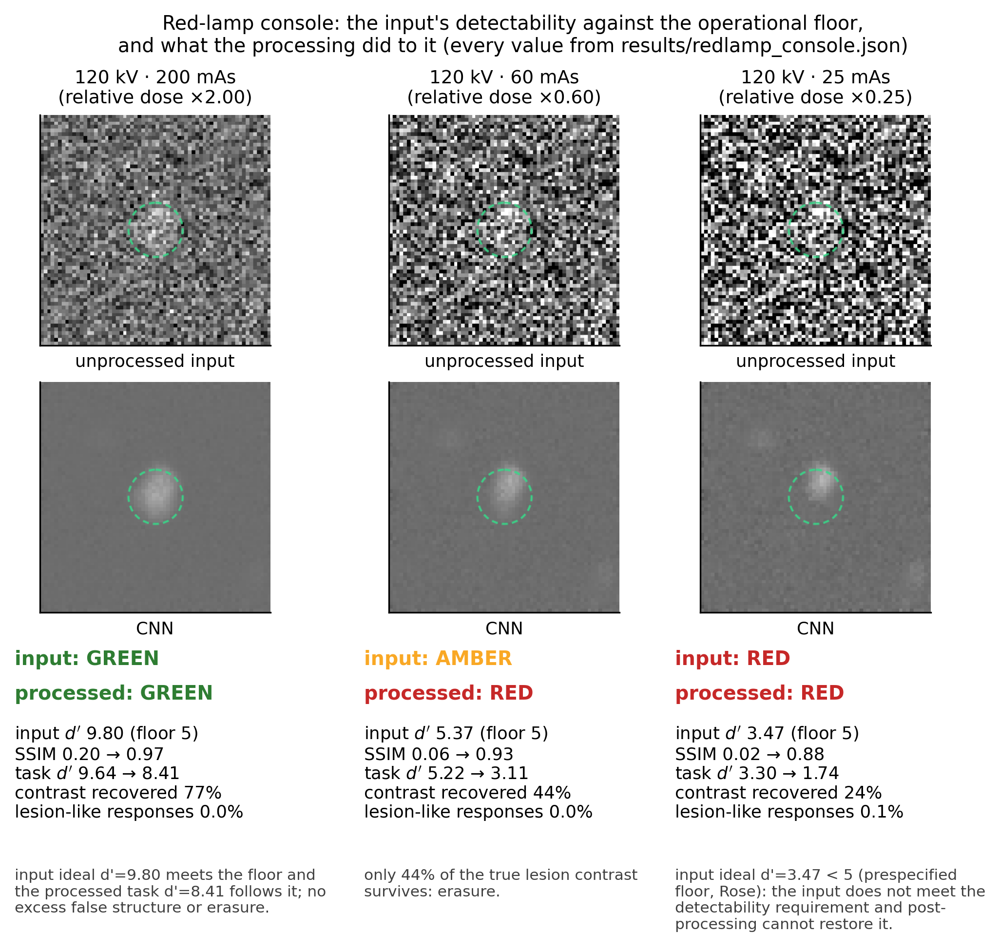 Red-lamp console: the input's detectability against the operational floor,
and what the processing did to it (every value from results/redlamp_console.json)
120 kV · 200 mAs
(relative dose ×2.00)
120 kV · 60 mAs
(relative dose ×0.60)
120 kV · 25 mAs
(relative dose ×0.25)
unprocessed input
unprocessed input
unprocessed input
CNN
CNN
CNN
input: GREEN
processed: GREEN
input d′ 9.80 (floor 5)
SSIM 0.20 → 0.97
task d′ 9.64 → 8.41
contrast recovered 77%
lesion-like responses 0.0%
input ideal d'=9.80 meets the floor and
the processed task d'=8.41 follows it; no
excess false structure or erasure.
input: AMBER
processed: RED
input d′ 5.37 (floor 5)
SSIM 0.06 → 0.93
task d′ 5.22 → 3.11
contrast recovered 44%
lesion-like responses 0.0%
only 44% of the true lesion contrast
survives: erasure.
input: RED
processed: RED
input d′ 3.47 (floor 5)
SSIM 0.02 → 0.88
task d′ 3.30 → 1.74
contrast recovered 24%
lesion-like responses 0.1%
input ideal d'=3.47 < 5 (prespecified
floor, Rose): the input does not meet the
detectability requirement and post-
processing cannot restore it.